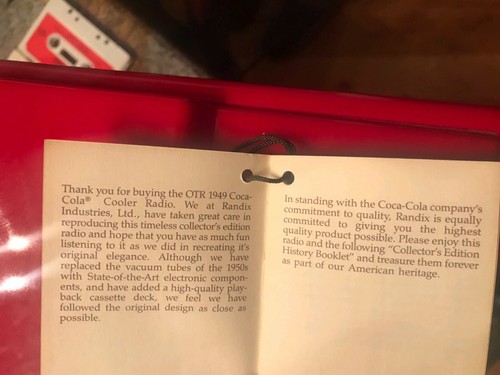 Thank you for buying the OTR 1949 Coca-
Cola® Cooler Radio. We at Randix
Industries, Ltd., have taken great care in
reproducing this timeless collector's edition
radio and hope that you have as much fun
listening to it as we did in recreating it's
original elegance. Although we have
replaced the vacuum tubes of the 1950s
with State-of-the-Art electronic compon-
ents, and have added a high-quality play-
back cassette deck, we feel we have
followed the original design as close as
possible.
In standing with the Coca-Cola company's
commitment to quality, Randix is equally
committed to giving you the highest
quality product possible. Please enjoy this
radio and the following "Collector's Edition
History Booklet" and treasure them forever
as part of our American heritage.